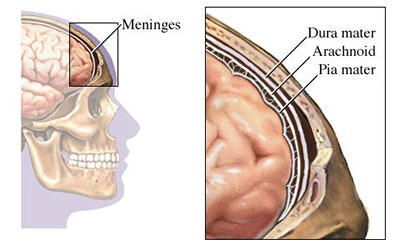 Meninges
Dura mater
Arachnoid
Pia mater